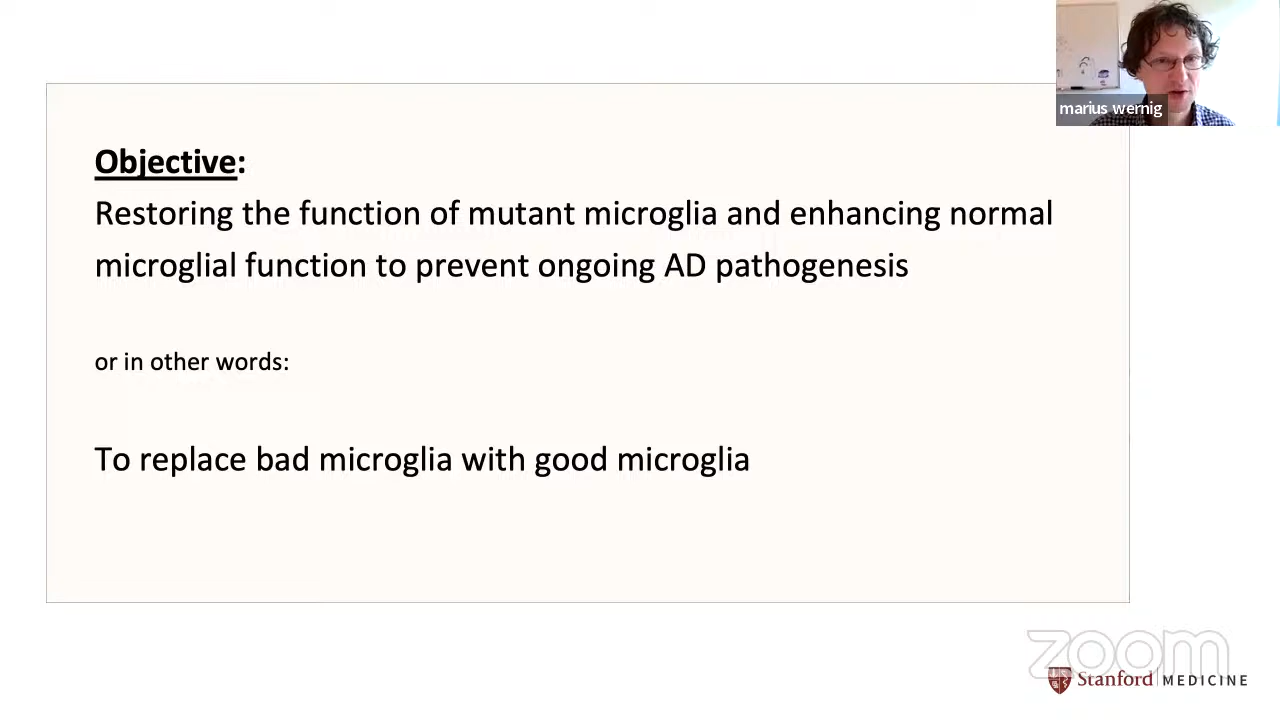 marius wernig
Objective:
Restoring the function of mutant microglia and enhancing normal
microglial function to prevent ongoing AD pathogenesis
or in other words:
To replace bad microglia with good microglia
zoom
Stanford MEDICINE